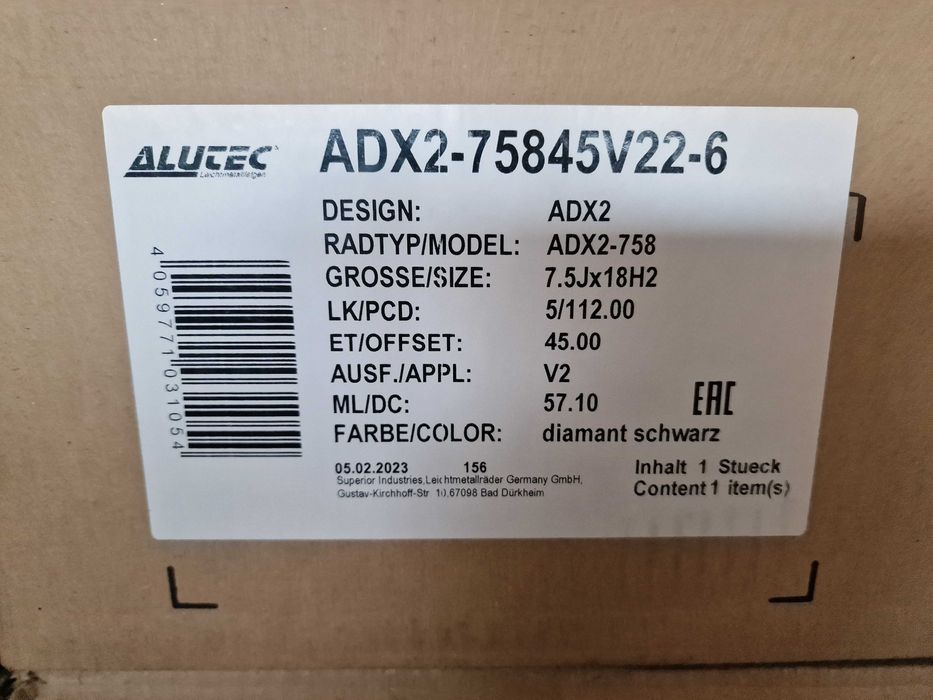 ALUTEC
Leichtmetallfelgen
ADX2-75845V22-6
DESIGN: ADX2
RADTYP/MODEL: ADX2-758
GROSSE/SIZE: 7.5Jx18H2
LK/PCD: 5/112.00
ET/OFFSET: 45.00
AUSF./APPL: V2
ML/DC: 57.10
EAC
FARBE/COLOR: diamant schwarz
4059771031054
05.02.2023 156
Superior Industries Leichtmetallräder Germany GmbH,
Gustav-Kirchhoff-Str 10,67098 Bad Dürkheim
Inhalt 1 Stueck
Content 1 item(s)